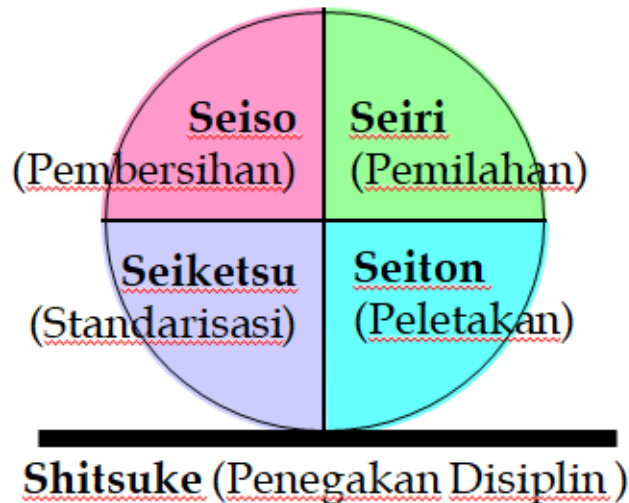 Seiso
(Pembersihan)
Seiri
(Pemilahan)
Seiketsu
(Standarisasi)
Seiton
(Peletakan)
Shitsuke (Penegakan Disiplin )